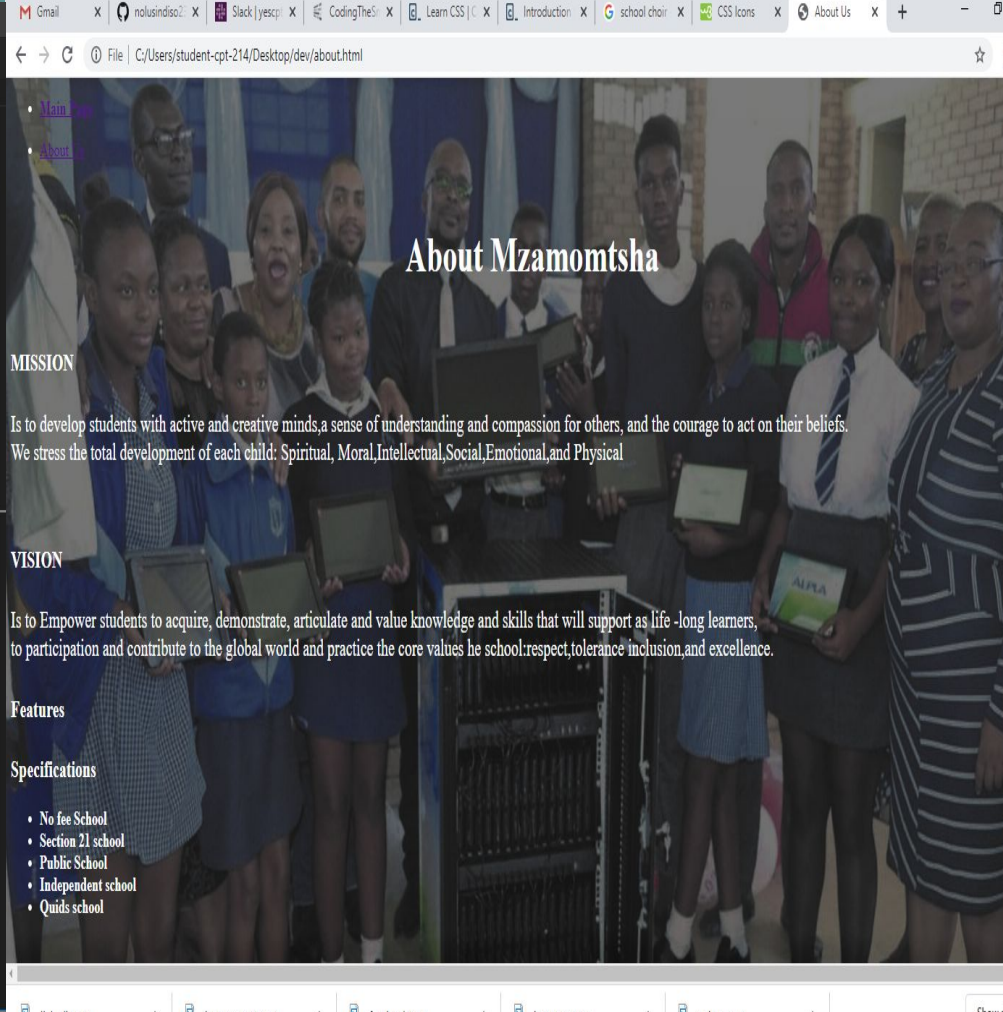 Gmail
nolusindiso2
Slack | yescp
CodingTheS
Learn CSS | C
Introduction
school choir
CSS Icons
About Us
File | C:/Users/student-cpt-214/Desktop/dev/about.html
Main
About
About Mzamomtsha
MISSION
Is to develop students with active and creative minds,a sense of understanding and compassion for others, and the courage to act on their beliefs.
We stress the total development of each child: Spiritual, Moral,Intellectual,Social,Emotional,and Physical
VISION
Is to Empower students to acquire, demonstrate, articulate and value knowledge and skills that will support as life -long learners,
to participation and contribute to the global world and practice the core values he school:respect,tolerance inclusion,and excellence.
ALPLA
Features
Specifications
• No fee School
• Section 21 school
• Public School
• Independent school
• Quids school